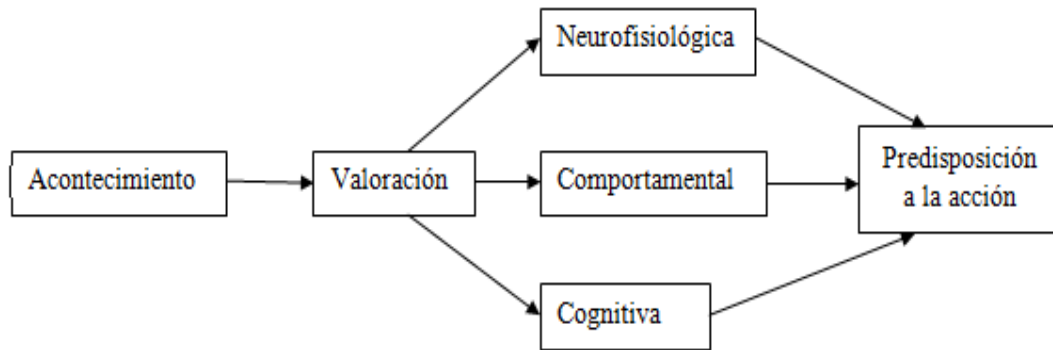 Acontecimiento
Valoración
Neurofisiológica
Comportamental
Cognitiva
Predisposición
a la acción